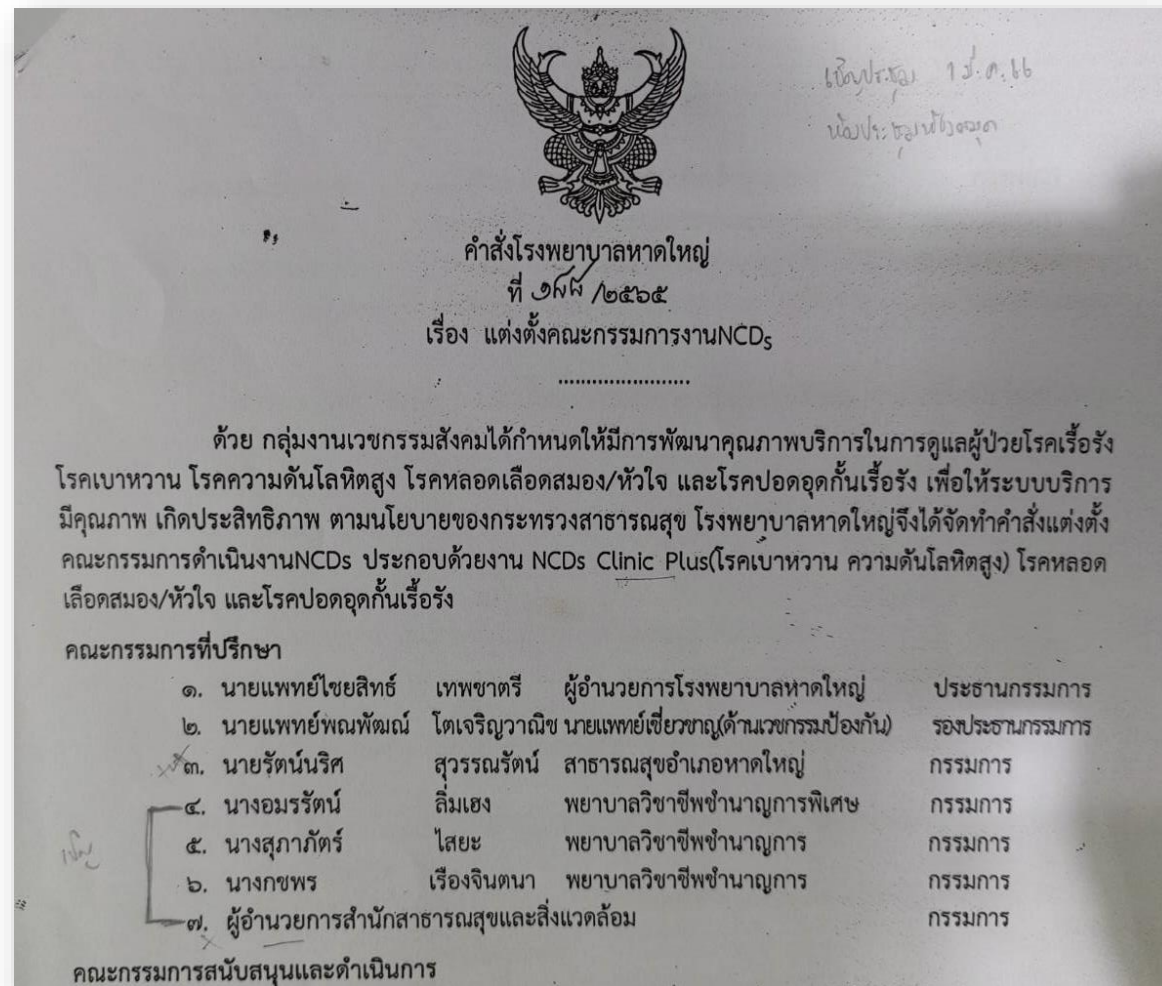 เชิญประชุม 1 มี.ค. 66
คำสั่งโรงพยาบาลหาดใหญ่
ที่ /๒๕๖๕
เรื่อง แต่งตั้งคณะกรรมการงานNCDs
.......................
ด้วย กลุ่มงานเวชกรรมสังคมได้กำหนดให้มีการพัฒนาคุณภาพบริการในการดูแลผู้ป่วยโรคเรื้อรัง
โรคเบาหวาน โรคความดันโลหิตสูง โรคหลอดเลือดสมอง/หัวใจ และโรคปอดอุดกั้นเรื้อรัง เพื่อให้ระบบบริการ
มีคุณภาพ เกิดประสิทธิภาพ ตามนโยบายของกระทรวงสาธารณสุข โรงพยาบาลหาดใหญ่จึงได้จัดทำคำสั่งแต่งตั้ง
คณะกรรมการดำเนินงานNCDs ประกอบด้วยงาน NCDs Clinic Plus(โรคเบาหวาน ความดันโลหิตสูง) โรคหลอด
เลือดสมอง/หัวใจ และโรคปอดอุดกั้นเรื้อรัง
คณะกรรมการที่ปรึกษา
๑. นายแพทย์ไชยสิทธ์ เทพชาตรี ผู้อำนวยการโรงพยาบาลหาดใหญ่ ประธานกรรมการ
๒. นายแพทย์พณพัฒณ์ โตเจริญวาณิช นายแพทย์เชี่ยวชาญ(ด้านเวชกรรมป้องกัน) รองประธานกรรมการ
๓. นายรัตน์นริศ สุวรรณรัตน์ สาธารณสุขอำเภอหาดใหญ่ กรรมการ
๔. นางอมรรัตน์ ลิ่มเฮง พยาบาลวิชาชีพชำนาญการพิเศษ กรรมการ
๕. นางสุภาภัตร์ ไสยะ พยาบาลวิชาชีพชำนาญการ กรรมการ
๖. นางกชพร เรืองจินตนา พยาบาลวิชาชีพชำนาญการ กรรมการ
๗. ผู้อำนวยการสำนักสาธารณสุขและสิ่งแวดล้อม กรรมการ
เชิญ
คณะกรรมการสนับสนุนและดำเนินการ